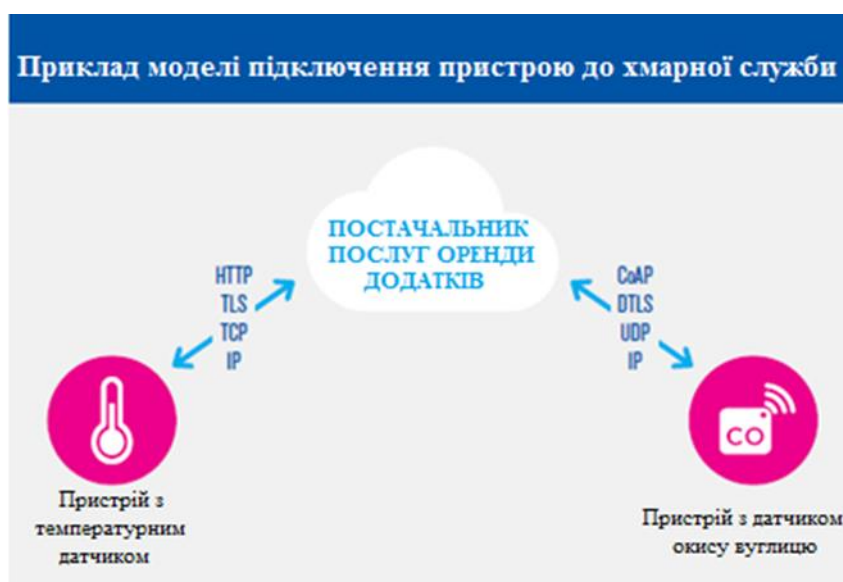 Приклад моделі підключення пристрою до хмарної служби
ПОСТАЧАЛЬНИК
ПОСЛУГ ОРЕНДИ
ДОДАТКІВ
HTTP
TLS
TCP
IP
CoAP
DTLS
UDP
IP
CO
Пристрій з
температурним
датчиком
Пристрій з датчиком
окису вуглицю